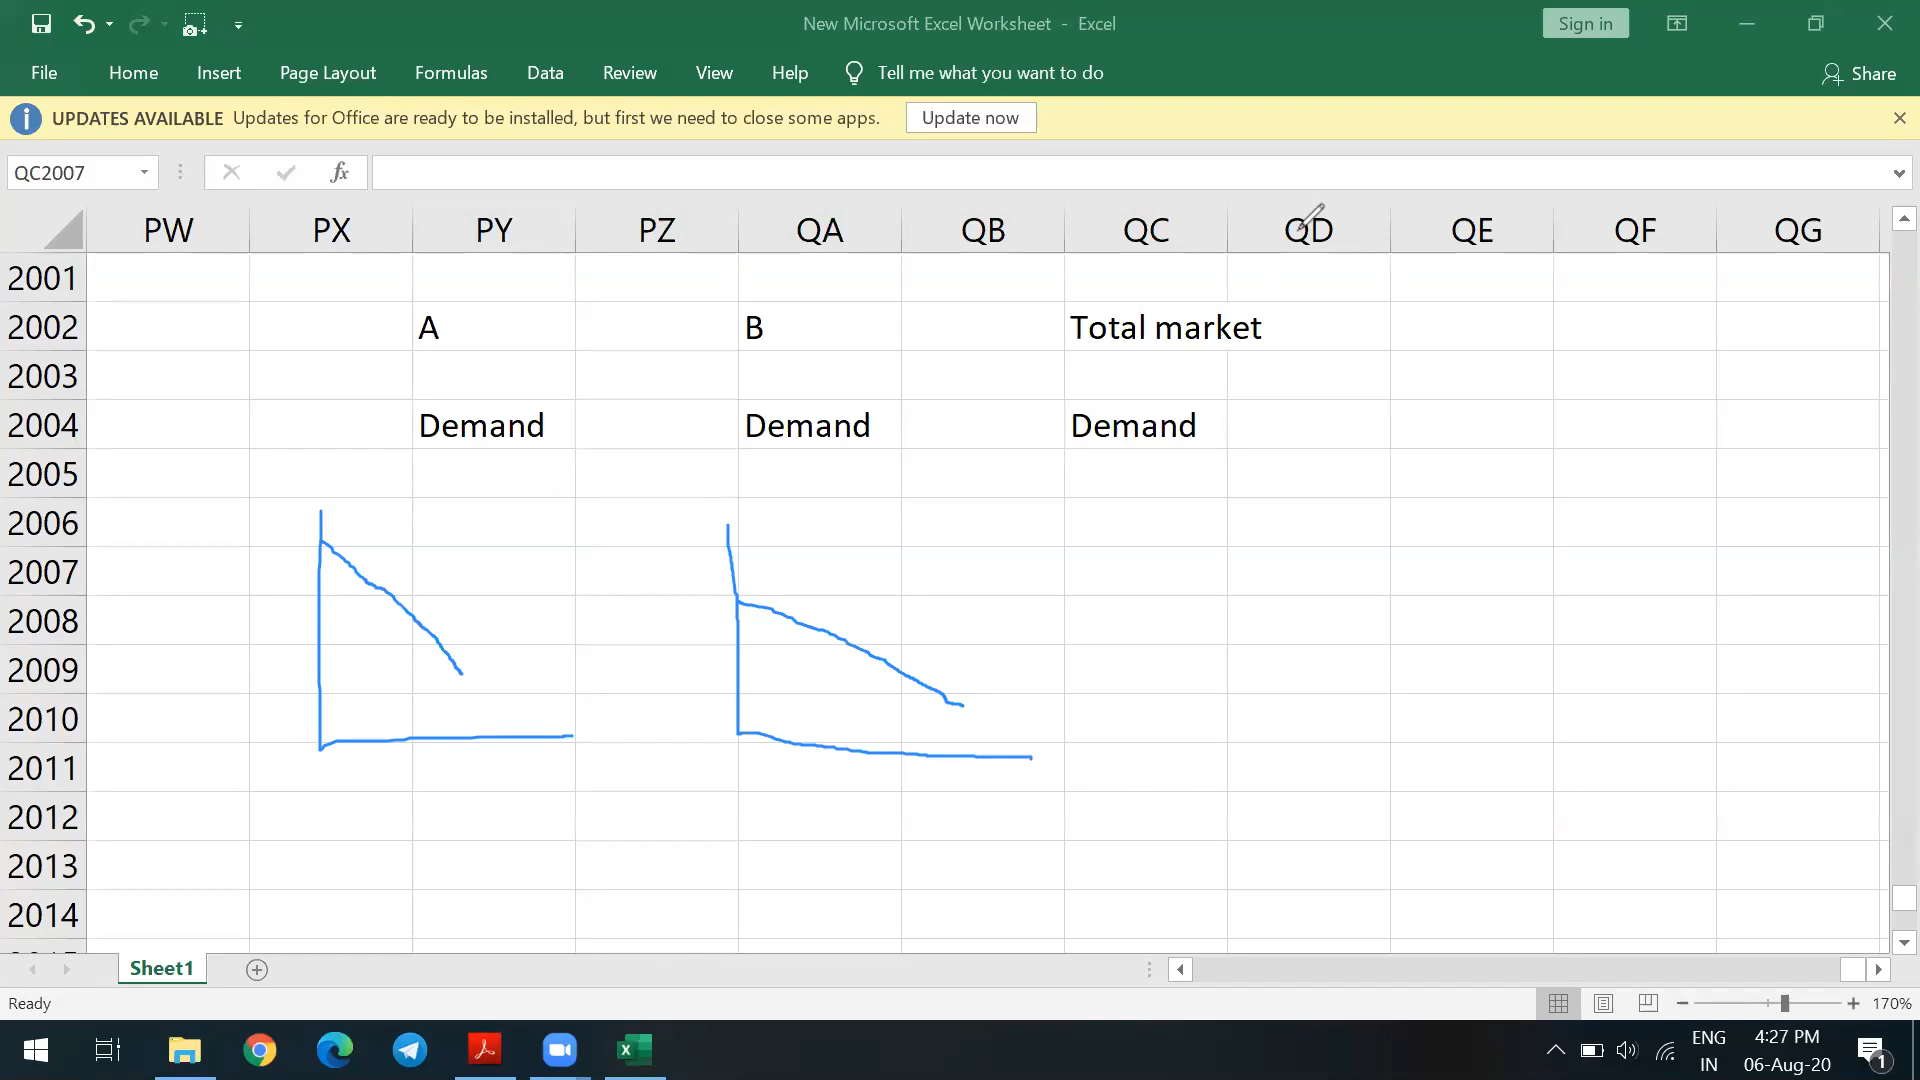 New Microsoft Excel Worksheet - Excel
Sign in
File Home Insert Page Layout Formulas Data Review View Help Tell me what you want to do Share
UPDATES AVAILABLE Updates for Office are ready to be installed, but first we need to close some apps. Update now
QC2007 fx
PW PX PY PZ QA QB QC QD QE QF QG
2001
2002 A B Total market
2003
2004 Demand Demand Demand
2005
2006
2007
2008
2009
2010
2011
2012
2013
2014
Sheet1
Ready 170%
ENG 4:27 PM
IN 06-Aug-20 1